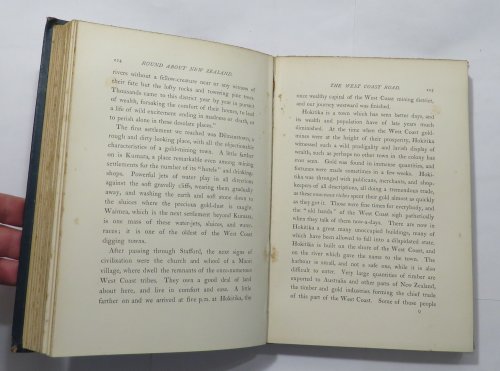 114 ROUND ABOUT NEW ZEALAND.
rivers without a fellow-creature near or any witness of
their fate but the lofty rocks and towering pine trees.
Thousands came to this district year by year in pursuit
of wealth, forsaking the comfort of their homes, to lead
a life of wild excitement ending in madness or death, or
to perish alone in these desolate places."
The first settlement we reached was Dilmanstown, a
rough and dirty-looking place, with all the objectionable
characteristics of a gold-mining town. A little farther
on is Kumara, a place remarkable even among mining
settlements for the number of its "hotels" and drinking-
shops. Powerful jets of water play in all directions
against the soft gravelly cliffs, wearing them gradually
away, and washing the earth and soft stone down to
the sluices where the precious gold-dust is caught.
Waimea, which is the next settlement beyond Kumara,
is one mass of these water-jets, sluices, and water-
races; it is one of the oldest of the West Coast
digging towns.
After passing through Stafford, the next signs of
civilisation were the church and school of a Maori
village, where dwell the remnants of the once-numerous
West Coast tribes. They own a good deal of land
about here, and live in comfort and ease. A little
farther on and we arrived at five p.m. at Hokitika, the
THE WEST COAST ROAD. 115
once wealthy capital of the West Coast mining district,
and our journey westward was finished.
Hokitika is a town which has seen better days, and
its wealth and population have of late years much
diminished. At the time when the West Coast gold-
mines were at the height of their prosperity, Hokitika
witnessed such a wild prodigality and lavish display of
wealth, such as perhaps no other town in the colony has
ever seen. Gold was found in immense quantities, and
fortunes were made sometimes in a few weeks. Hoki-
tika was thronged with publicans, merchants, and shop-
keepers of all descriptions, all doing a tremendous trade,
as these easy-come miners spent their gold almost as quickly
as they got it. Those were fine times for everybody, and
the "old hands" of the West Coast sigh pathetically
when they talk of them now-a-days. There are now in
Hokitika a great many unoccupied buildings, many of
which have been allowed to fall into a dilapidated state.
Hokitika is built on the shore of the West Coast, and
on the river which gave the name to the town. The
harbour is small, and not a safe one, while it is also
difficult to enter. Very large quantities of timber are
exported to Australia and other parts of New Zealand,
the timber and gold industries forming the chief trade
of this part of the West Coast. Some of those people